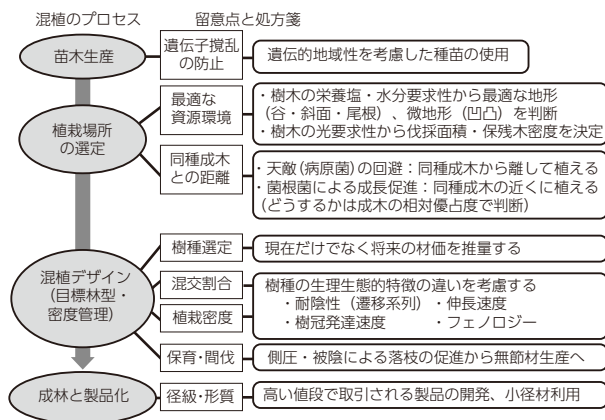 混植のプロセス
留意点と処方箋
苗木生産
遺伝子撹乱
の防止
遺伝的地域性を考慮した種苗の使用
植栽場所
の選定
最適な
資源環境
・樹木の栄養塩・水分要求性から最適な地形
(谷・斜面・尾根)、微地形(凹凸)を判断
・樹木の光要求性から伐採面積・保残木密度を決定
同種成木
との距離
・天敵(病原菌)の回避：同種成木から離して植える
・菌根菌による成長促進：同種成木の近くに植える
(どうするかは成木の相対優占度で判断)
混植デザイン
(目標林型・
密度管理)
樹種選定
現在だけでなく将来の材価を推量する
混交割合
植栽密度
樹種の生理生態的特徴の違いを考慮する
・耐陰性(遷移系列)・伸長速度
・樹冠発達速度 ・フェノロジー
保育・間伐
側圧・被陰による落枝の促進から無節材生産へ
成林と製品化
径級・形質
高い値段で取引される製品の開発、小径材利用